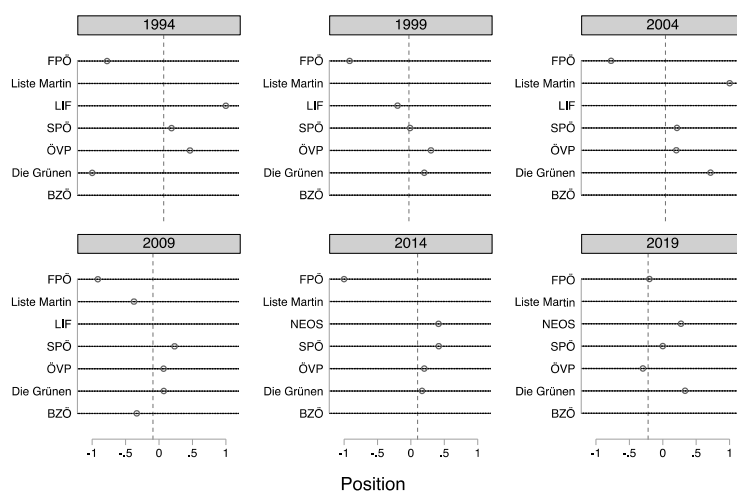 1994
FPÖ
Liste Martin
LIF
SPÖ
ÖVP
Die Grünen
BZÖ
1999
FPÖ
Liste Martin
LIF
SPÖ
ÖVP
Die Grünen
BZÖ
2004
FPÖ
Liste Martin
LIF
SPÖ
ÖVP
Die Grünen
BZÖ
2009
FPÖ
Liste Martin
LIF
SPÖ
ÖVP
Die Grünen
BZÖ
-1 -.5 0 .5 1
2014
FPÖ
Liste Martin
NEOS
SPÖ
ÖVP
Die Grünen
BZÖ
-1 -.5 0 .5 1
2019
FPÖ
Liste Martin
NEOS
SPÖ
ÖVP
Die Grünen
BZÖ
-1 -.5 0 .5 1
Position